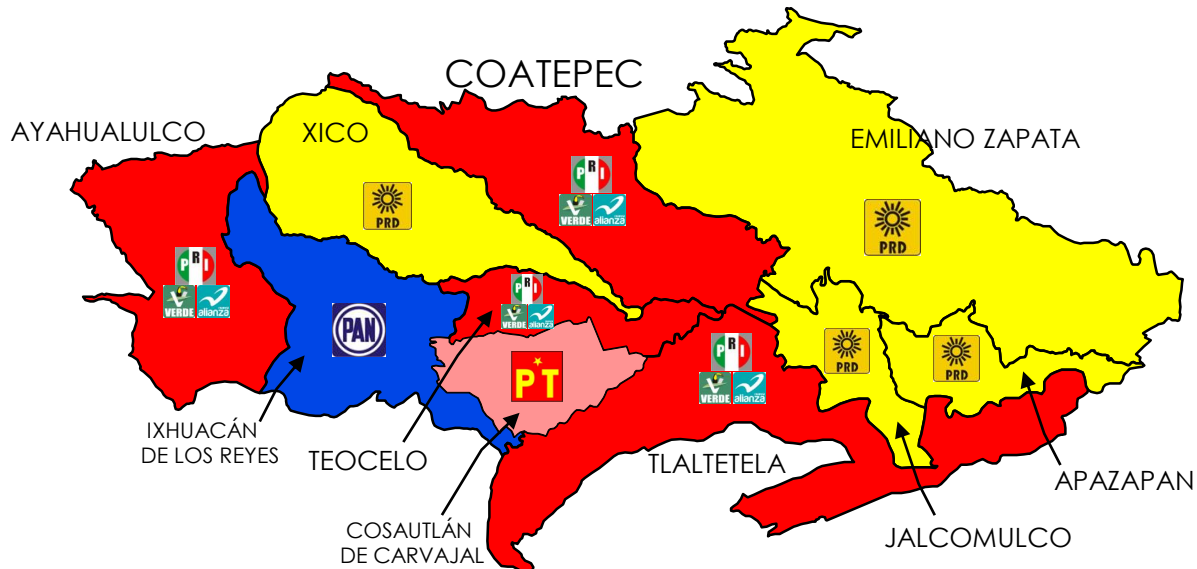 COATEPEC
AYAHUALULCO
XICO
EMILIANO ZAPATA
PRI
VERDE alianza
PRD
PRD
PRI
VERDE alianza
PRI
VERDE alianza
PAN
PRI
VERDE alianza
PRD
PRD
PT
IXHUACÁN
DE LOS REYES
TEOCELO
TLALTETELA
APAZAPAN
COSAUTLÁN
DE CARVAJAL
JALCOMULCO